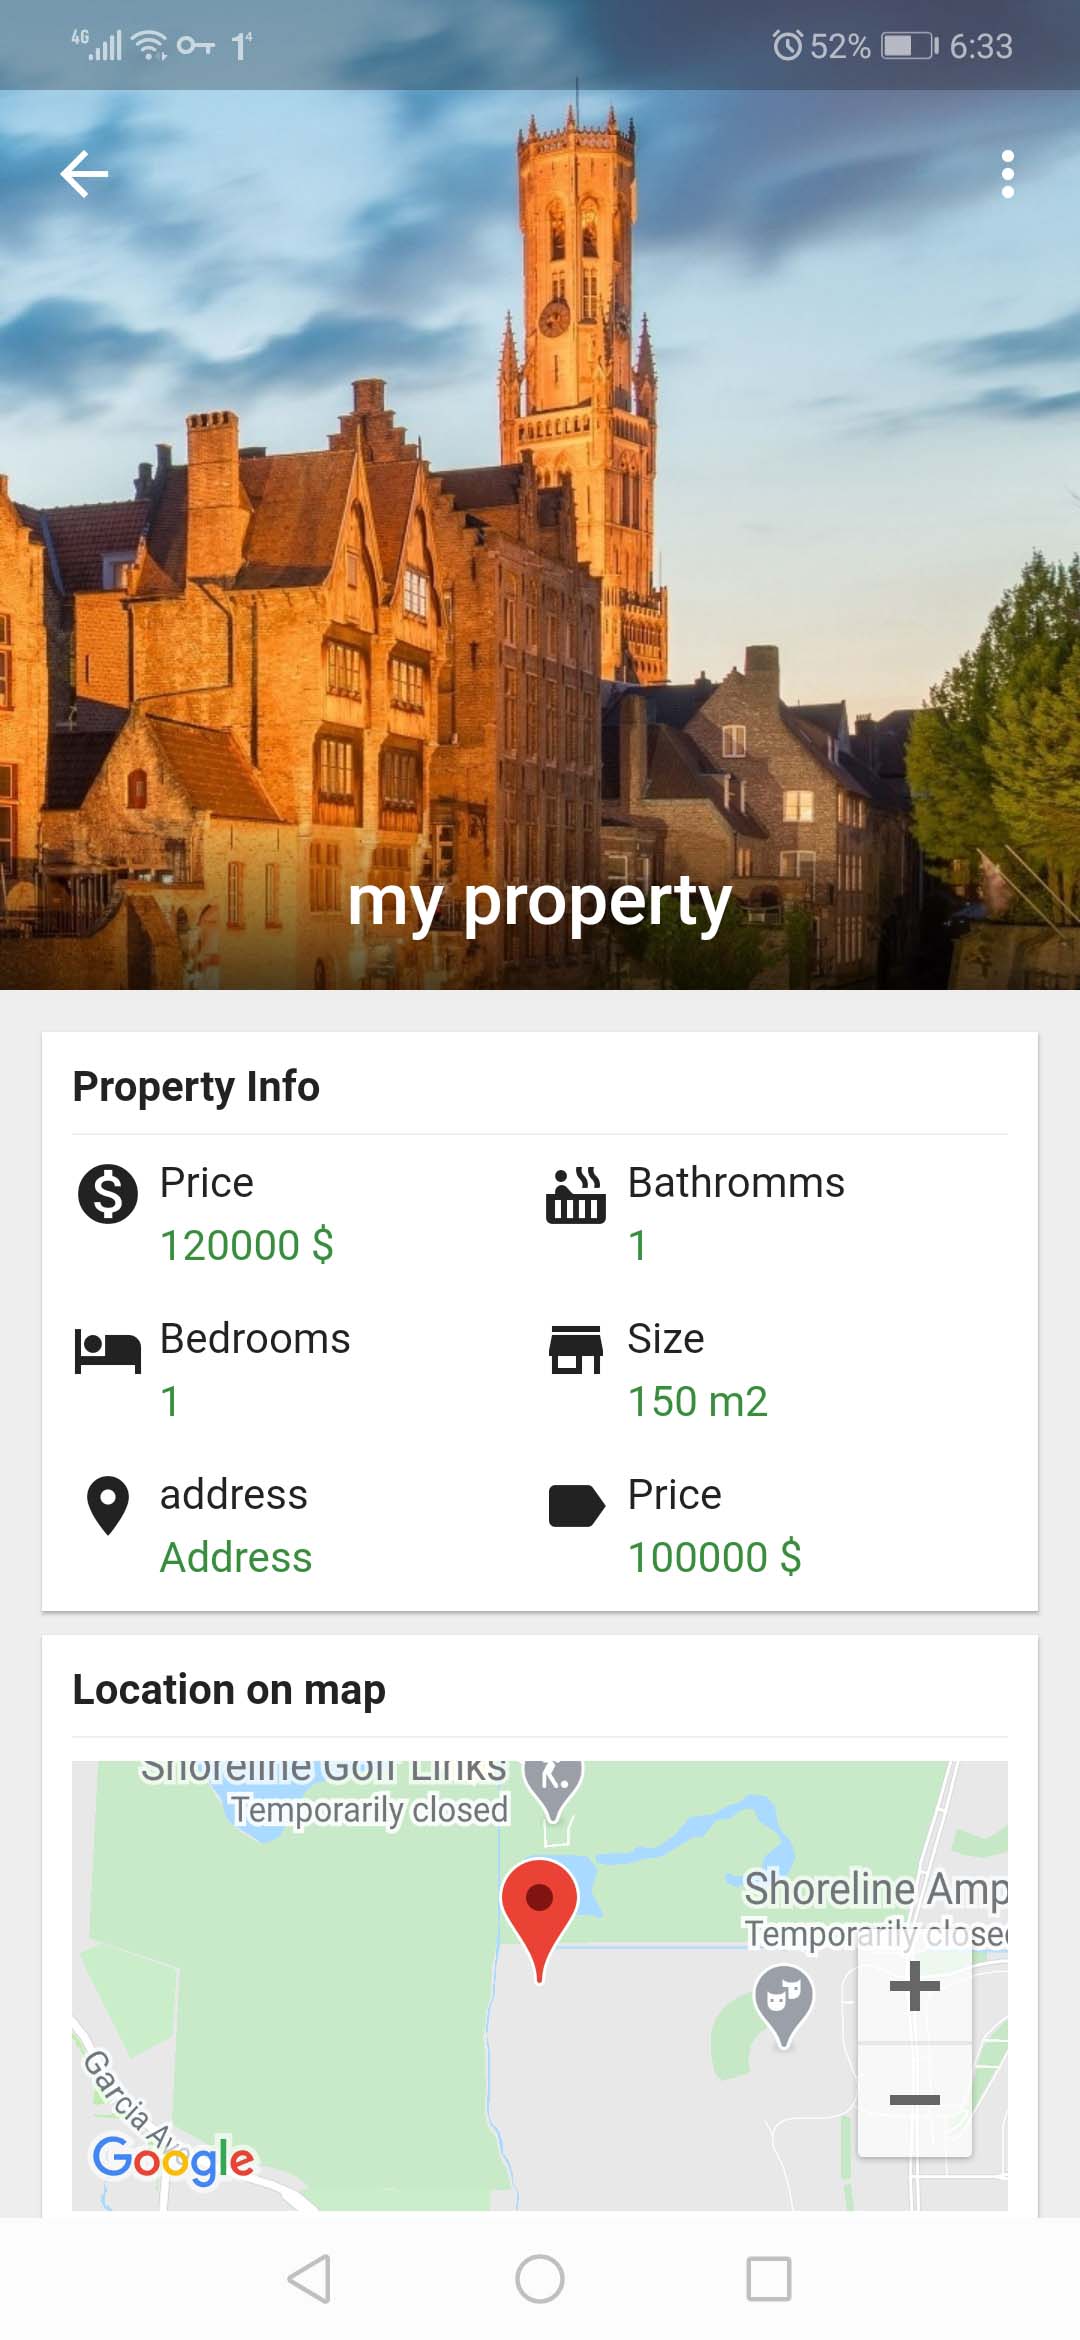 4G 1 4 52% 6:33
my property
Property Info
Price Bathromms
120000 $ 1
Bedrooms Size
1 150 m2
address Price
Address 100000 $
Location on map
Shoreline Golf Links
Temporarily closed
Shoreline Amp
Temporarily close
Garcia Ave
Google